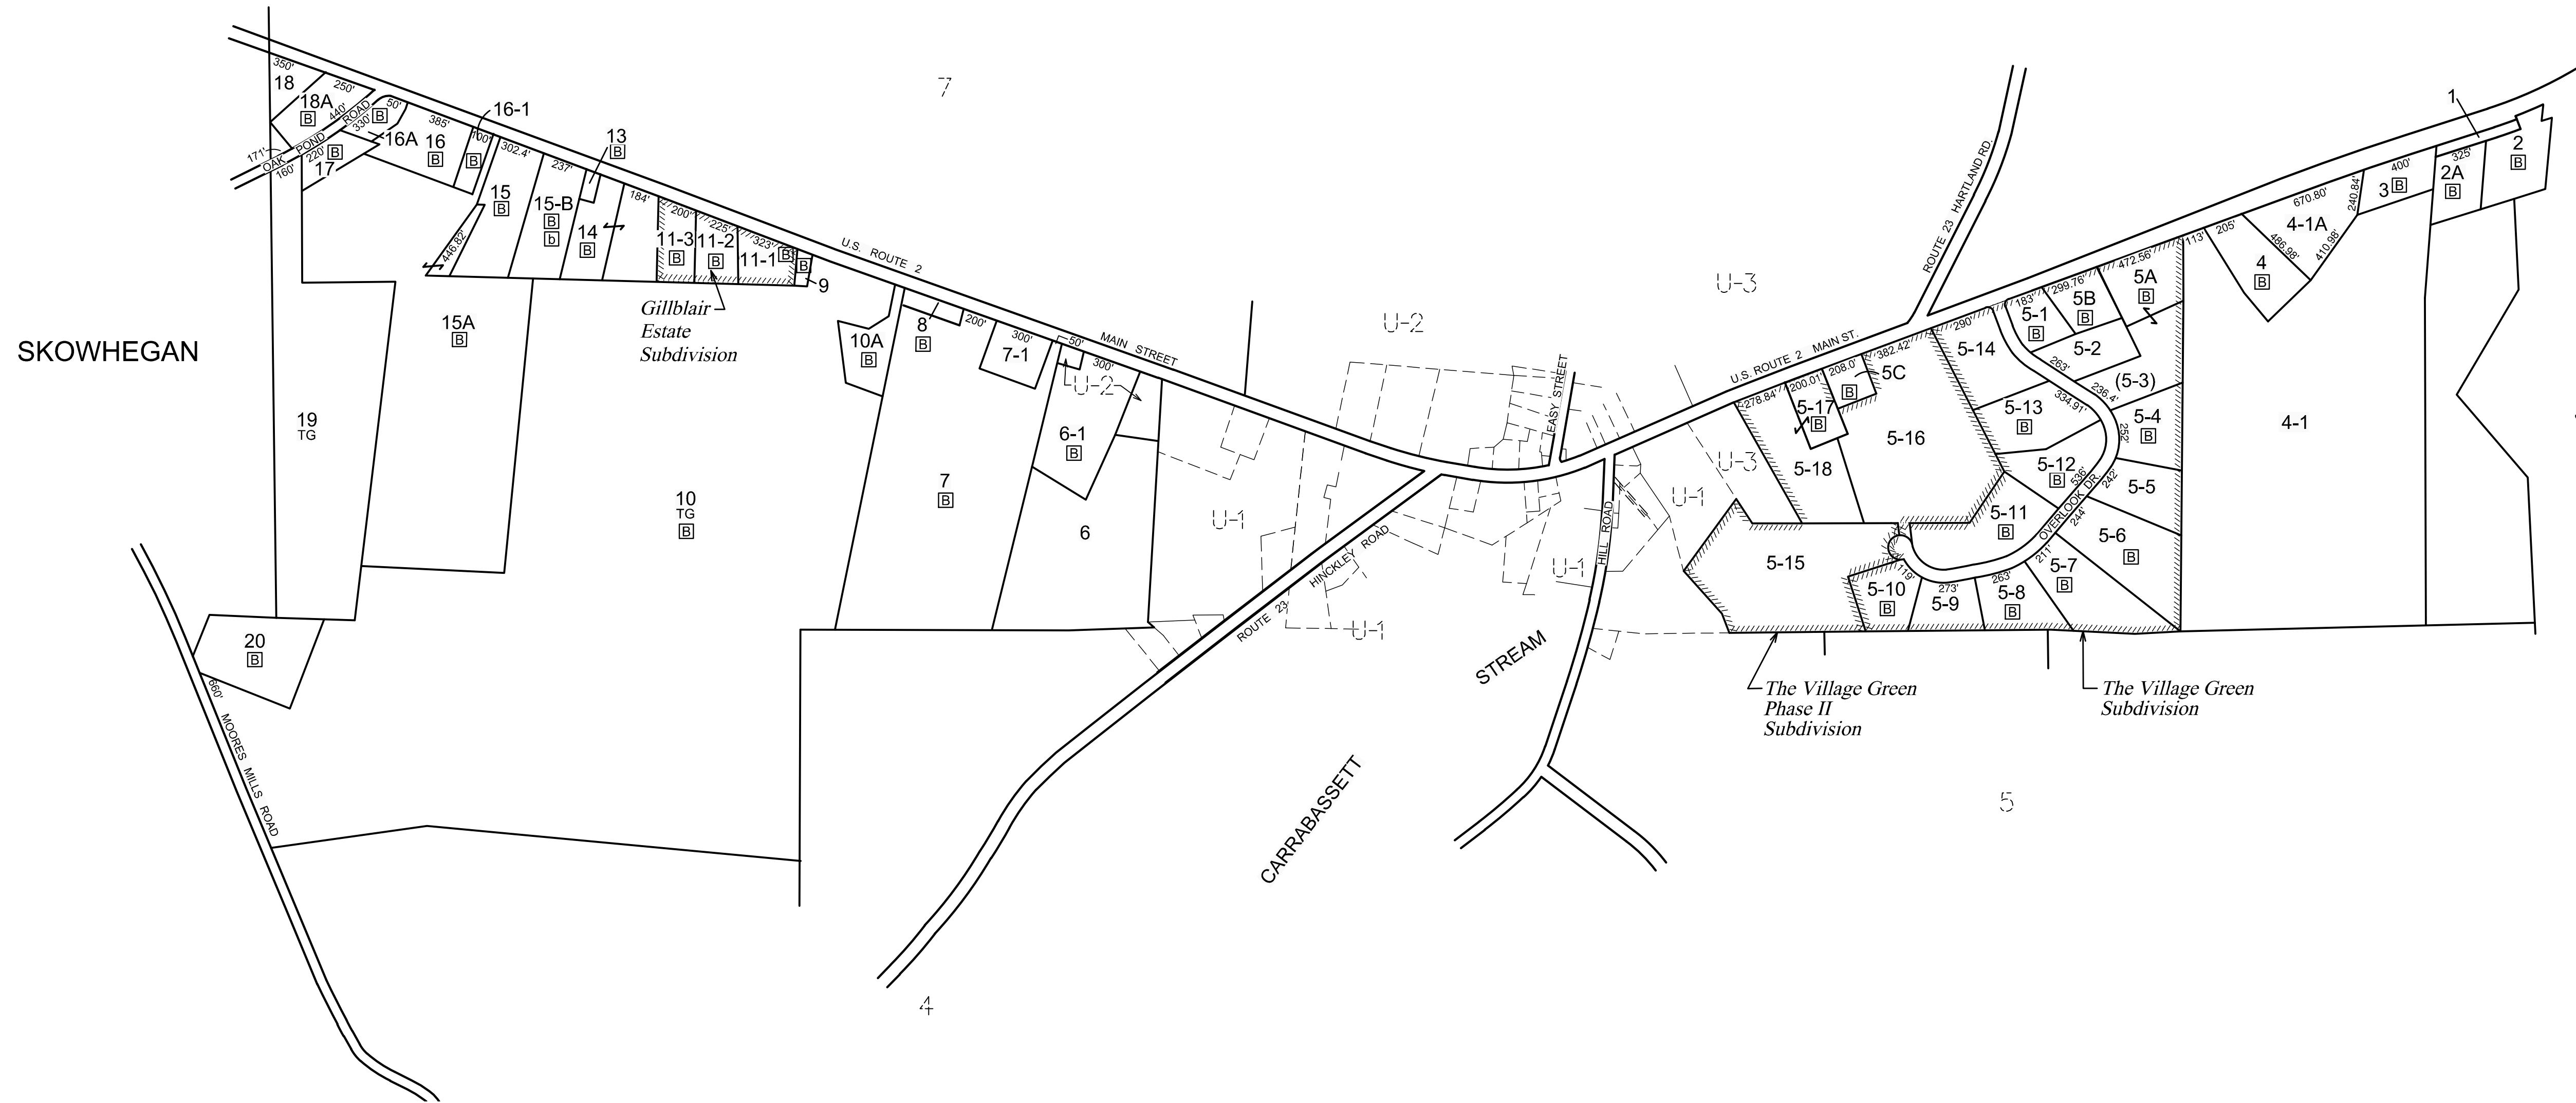 SKOWHEGAN
350'
18
250'
18A
B
440'
330'
50'
B
171'
OAK POND ROAD
220'
160'
B
17
16A
385'
16
B
100'
16-1
B
302.4'
15
B
446.82'
237'
15-B
B
b
13
B
14
B
184'
200'
11-3
B
225'
11-2
B
323'
11-1
B
B
9
Gillblair
Estate
Subdivision
U.S. ROUTE 2
7
15A
B
19
TG
10
TG
B
10A
B
8
B
200'
300'
7-1
50'
300'
U-2
MAIN STREET
7
B
6-1
B
6
20
B
660'
MOORES MILLS ROAD
4
U-2
U-1
U-1
U-1
U-1
HINCKLEY ROAD
ROUTE 23
EASY STREET
HILL ROAD
CARRABASSETT
STREAM
U-3
U-3
ROUTE 23 HARTLAND RD.
U.S. ROUTE 2 MAIN ST.
278.84'
200.01'
208.0'
382.42'
290'
5-17
B
B
5C
5-18
5-16
5-15
5-14
183'
5-1
B
299.76'
5B
B
472.56'
5A
B
5-2
(5-3)
263'
236.4'
334.91'
5-13
B
5-4
B
252'
5-12
B
536'
242'
5-5
OVERLOOK DR.
5-11
B
244'
5-6
B
211'
5-7
B
263'
5-8
B
273'
5-9
119'
5-10
B
The Village Green
Phase II
Subdivision
The Village Green
Subdivision
5
113'
205'
4
B
486.98'
670.80'
4-1A
410.98'
240.84'
4-1
400'
3
B
325'
2A
B
1
2
B